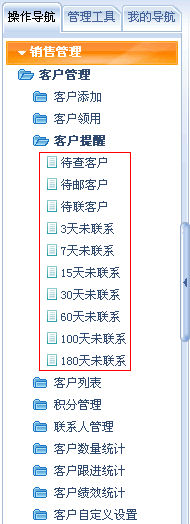 操作导航 管理工具 我的导航
销售管理
客户管理
客户添加
客户领用
客户提醒
待查客户
待邮客户
待联客户
3天未联系
7天未联系
15天未联系
30天未联系
60天未联系
100天未联系
180天未联系
客户列表
积分管理
联系人管理
客户数量统计
客户跟进统计
客户绩效统计
客户自定义设置